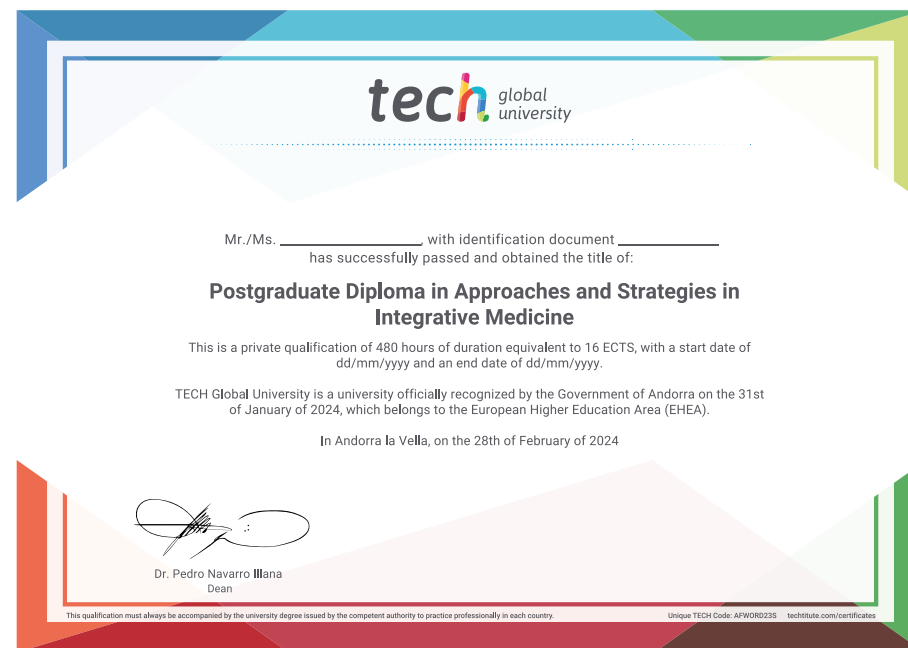 tech global university
Mr./Ms. ____________, with identification document ____________
has successfully passed and obtained the title of:
Postgraduate Diploma in Approaches and Strategies in
Integrative Medicine
This is a private qualification of 480 hours of duration equivalent to 16 ECTS, with a start date of
dd/mm/yyyy and an end date of dd/mm/yyyy.
TECH Global University is a university officially recognized by the Government of Andorra on the 31st
of January of 2024, which belongs to the European Higher Education Area (EHEA).
In Andorra la Vella, on the 28th of February of 2024
Dr. Pedro Navarro Illana
Dean
This qualification must always be accompanied by the university degree issued by the competent authority to practice professionally in each country.
Unique TECH Code: AFWORD23S techtitute.com/certificates